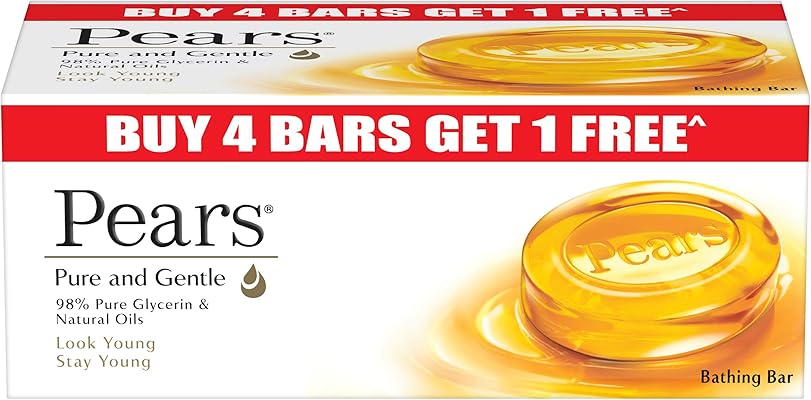 BUY 4 BARS GET 1 FREE^
Pears®
Pure and Gentle
98% Pure Glycerin &
Natural Oils
Look Young
Stay Young
Pears
Bathing Bar
BUY 4 BARS GET 1 FREE^
Pears®
Pure and Gentle
98% Pure Glycerin &
Natural Oils
Look Young
Stay Young
Pears
Bathing Bar